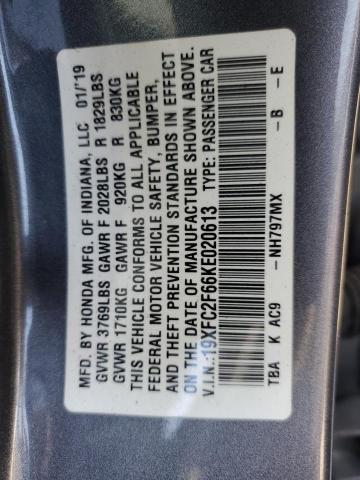 MFD. BY HONDA MFG. OF INDIANA, LLC 01/19
GVWR 3769LBS GAWR F 2028LBS R 1829LBS
GVWR 1710KG GAWR F 920KG R 830KG
THIS VEHICLE CONFORMS TO ALL APPLICABLE
FEDERAL MOTOR VEHICLE SAFETY, BUMPER,
AND THEFT PREVENTION STANDARDS IN EFFECT
ON THE DATE OF MANUFACTURE SHOWN ABOVE.
V.I.N.:19XFC2F66KE020613 TYPE: PASSENGER CAR
TBA K AC9 - NH797MX - B - E